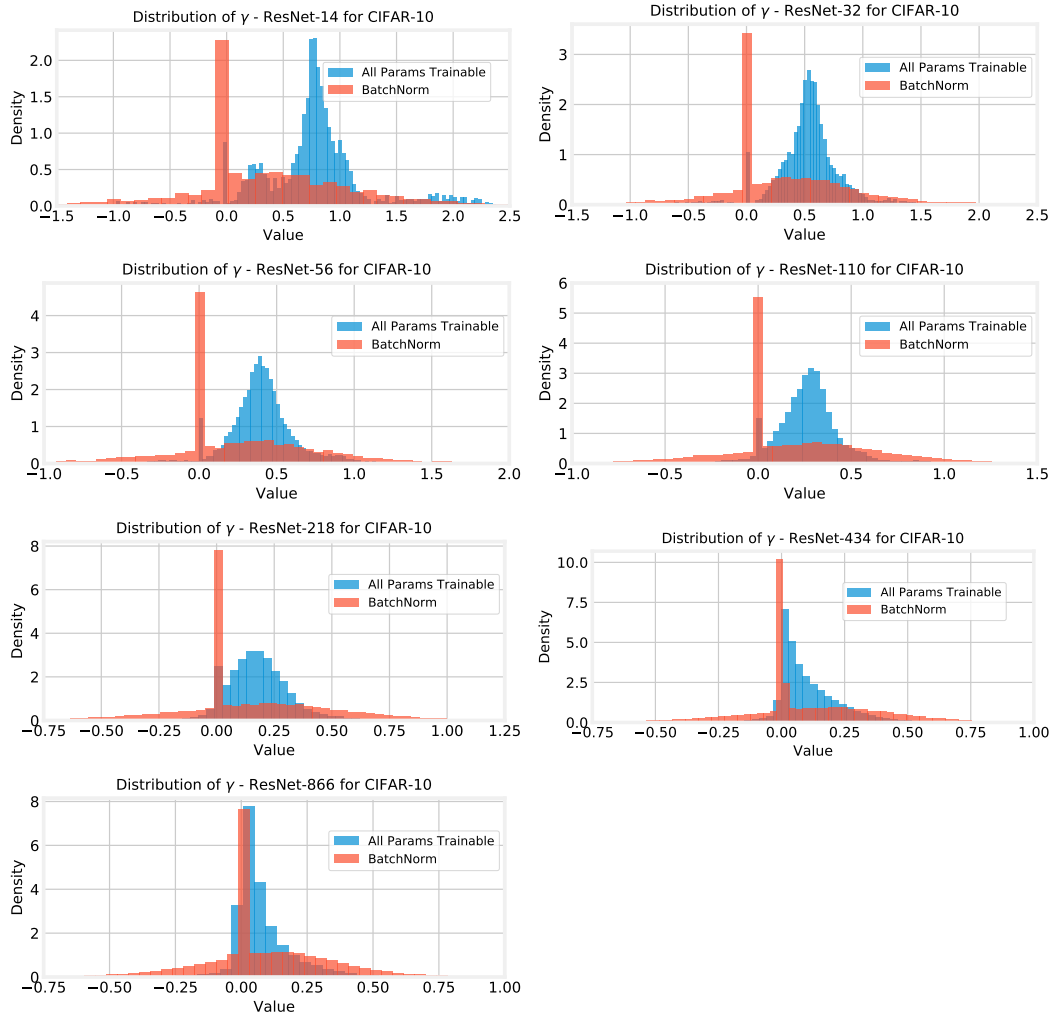 Distribution of γ - ResNet-14 for CIFAR-10
Density
2.0
1.5
1.0
0.5
0.0
All Params Trainable
BatchNorm
−1.5 −1.0 −0.5 0.0 0.5 1.0 1.5 2.0 2.5
Value
Distribution of γ - ResNet-32 for CIFAR-10
Density
3
2
1
0
All Params Trainable
BatchNorm
−1.5 −1.0 −0.5 0.0 0.5 1.0 1.5 2.0 2.5
Value
Distribution of γ - ResNet-56 for CIFAR-10
Density
4
3
2
1
0
All Params Trainable
BatchNorm
−1.0 −0.5 0.0 0.5 1.0 1.5 2.0
Value
Distribution of γ - ResNet-110 for CIFAR-10
Density
6
5
4
3
2
1
0
All Params Trainable
BatchNorm
−1.0 −0.5 0.0 0.5 1.0 1.5
Value
Distribution of γ - ResNet-218 for CIFAR-10
Density
8
6
4
2
0
All Params Trainable
BatchNorm
−0.75 −0.50 −0.25 0.00 0.25 0.50 0.75 1.00 1.25
Value
Distribution of γ - ResNet-434 for CIFAR-10
Density
10.0
7.5
5.0
2.5
0.0
All Params Trainable
BatchNorm
−0.75 −0.50 −0.25 0.00 0.25 0.50 0.75 1.00
Value
Distribution of γ - ResNet-866 for CIFAR-10
Density
8
6
4
2
0
All Params Trainable
BatchNorm
−0.75 −0.50 −0.25 0.00 0.25 0.50 0.75 1.00
Value